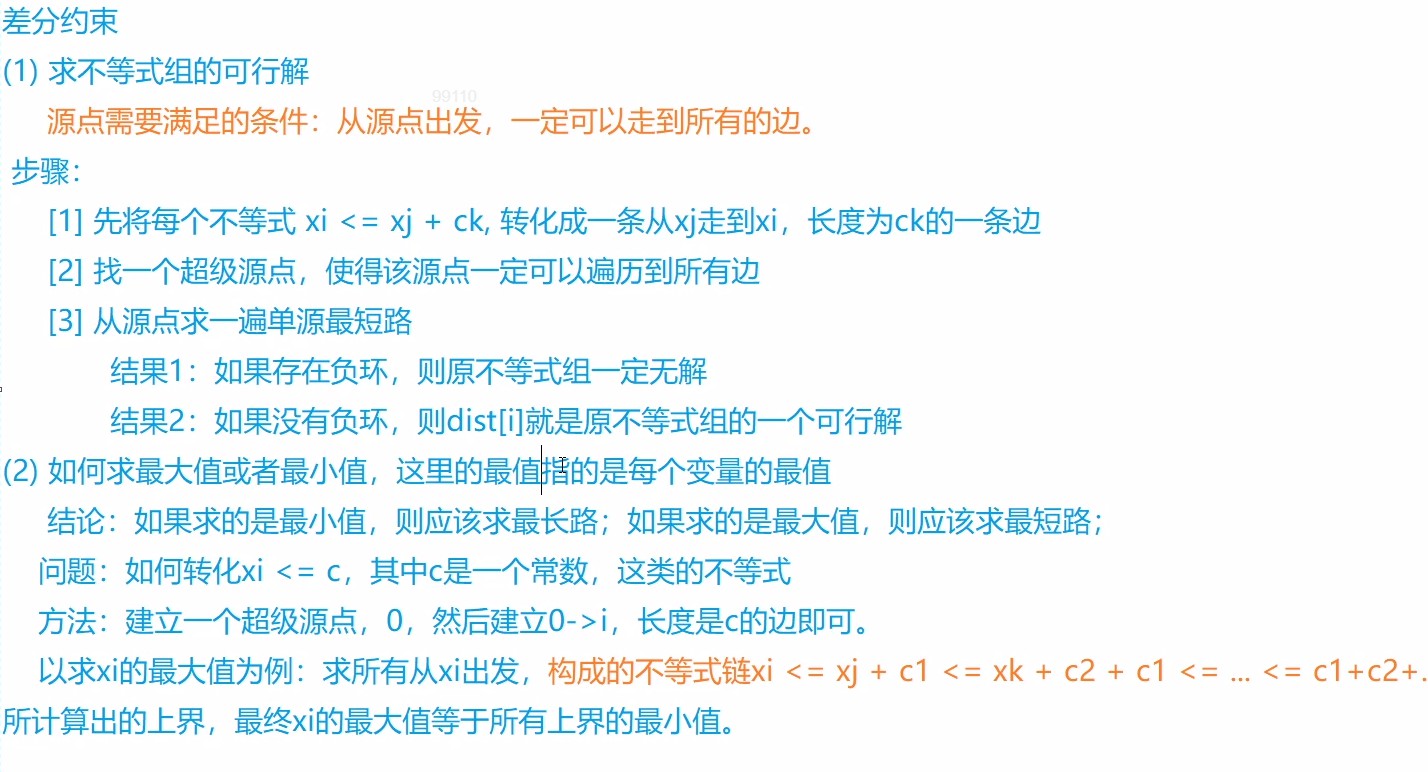 差分约束
(1) 求不等式组的可行解
99110
源点需要满足的条件：从源点出发，一定可以走到所有的边。
步骤：
[1] 先将每个不等式 xi <= xj + ck, 转化成一条从xj走到xi，长度为ck的一条边
[2] 找一个超级源点，使得该源点一定可以遍历到所有边
[3] 从源点求一遍单源最短路
结果1：如果存在负环，则原不等式组一定无解
结果2：如果没有负环，则dist[i]就是原不等式组的一个可行解
(2) 如何求最大值或者最小值，这里的最值指的是每个变量的最值
结论：如果求的是最小值，则应该求最长路；如果求的是最大值，则应该求最短路；
问题：如何转化xi <= c，其中c是一个常数，这类的不等式
方法：建立一个超级源点，0，然后建立0->i，长度是c的边即可。
以求xi的最大值为例：求所有从xi出发，构成的不等式链xi <= xj + c1 <= xk + c2 + c1 <= ... <= c1+c2+.
所计算出的上界，最终xi的最大值等于所有上界的最小值。